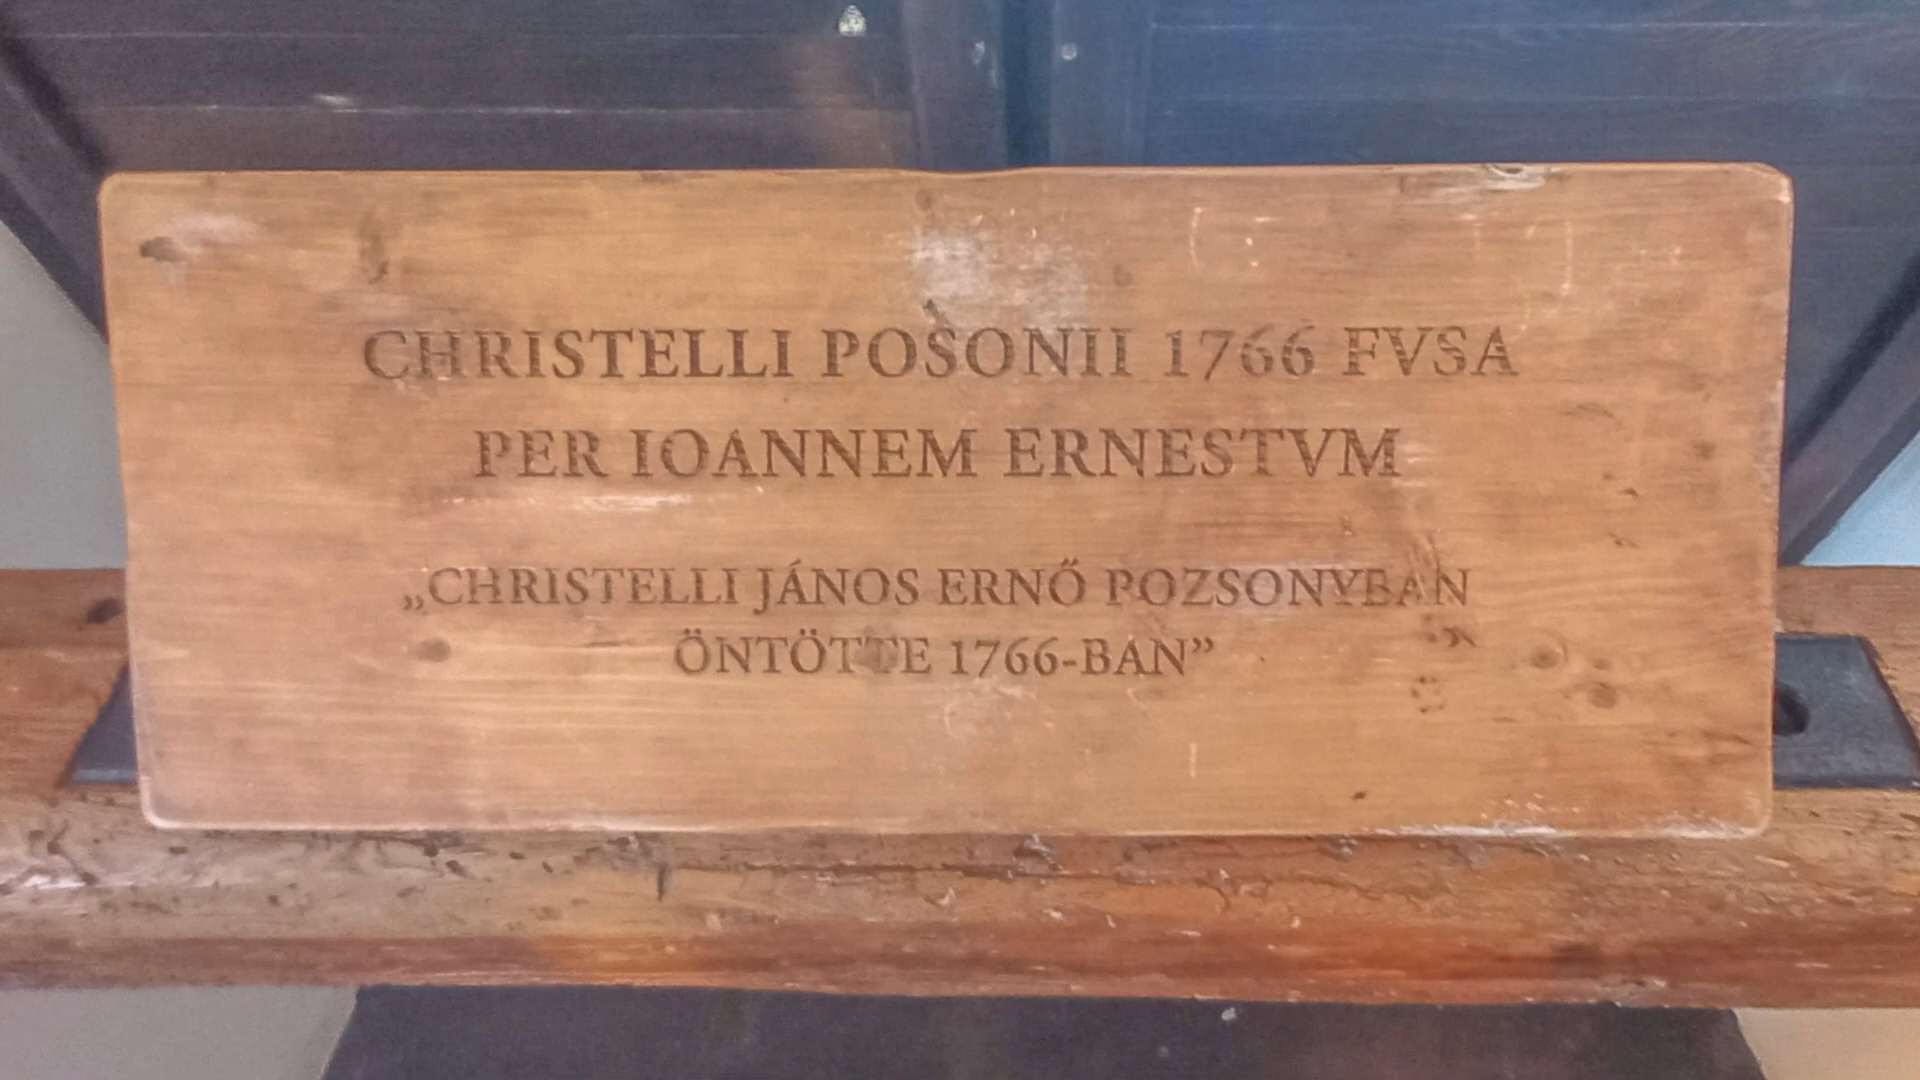 CHRISTELLI POSONII 1766 FVSA
PER IOANNEM ERNESTVM
„CHRISTELLI JÁNOS ERNŐ POZSONYBAN
ÖNTÖTTE 1766-BAN”